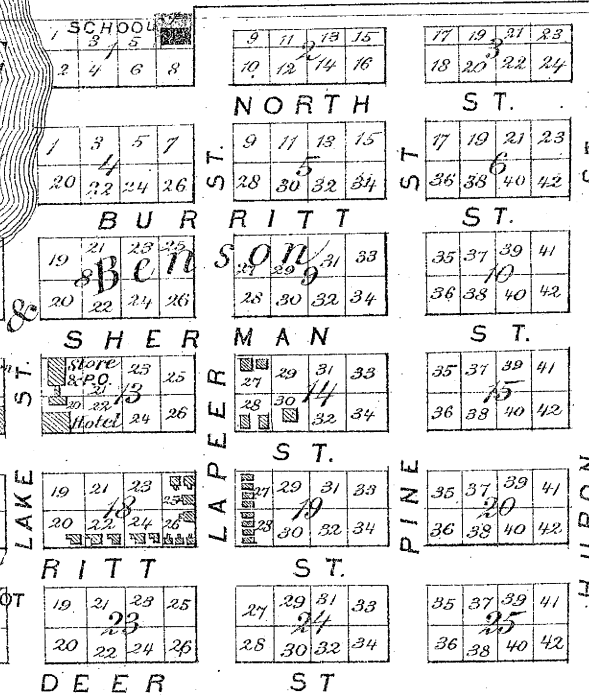 SCHOOL
1 3 5 1
2 4 6 8
9 11 13 15 2
10 12 14 16
17 19 21 23 3
18 20 22 24
NORTH ST.
1 3 5 7 4
20 22 24 26
ST.
9 11 13 15 5
28 30 32 34
ST
17 19 21 23 6
36 38 40 42
BURRITT ST.
19 21 23 25 8
20 22 24 26
Benson
27 29 31 33 9
28 30 32 34
35 37 39 41 10
36 38 40 42
&
SHERMAN ST.
ST.
Store
& P.O.
21 23 25 13
20 22 24 26
Hotel
LAPEER
27 29 31 33 14
28 30 32 34
35 37 39 41 15
36 38 40 42
ST.
LAKE
19 21 23 25 18
20 22 24 26
27 29 31 33 19
28 30 32 34
PINE
35 37 39 41 20
36 38 40 42
HURON
RITT ST.
OT
19 21 23 25 23
20 22 24 26
27 29 31 33 24
28 30 32 34
35 37 39 41 25
36 38 40 42
DEER ST